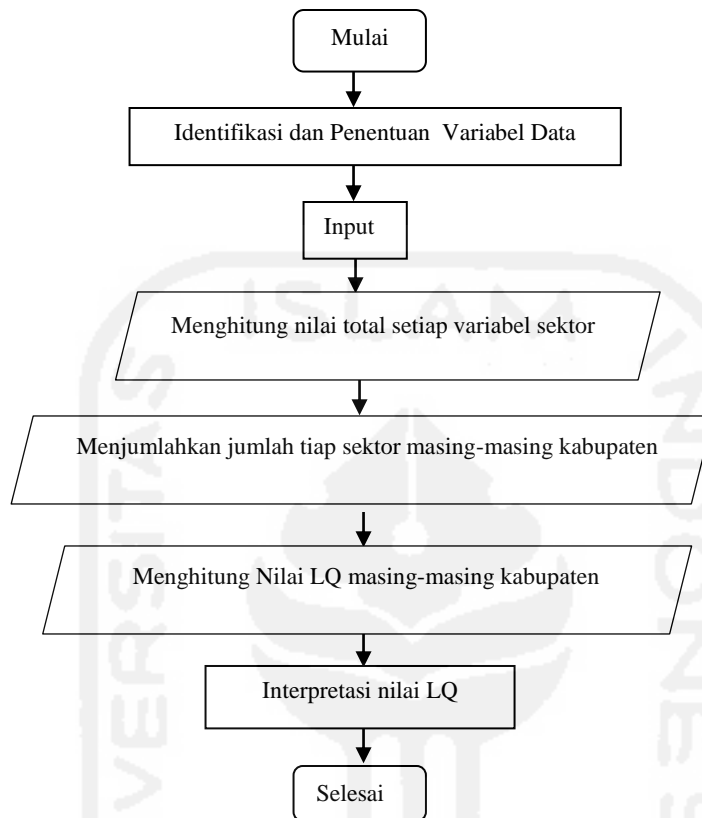 Mulai
Identifikasi dan Penentuan Variabel Data
Input
Menghitung nilai total setiap variabel sektor
ISLAM
Menjumlahkan jumlah tiap sektor masing-masing kabupaten
Menghitung Nilai LQ masing-masing kabupaten
Interpretasi nilai LQ
Selesai